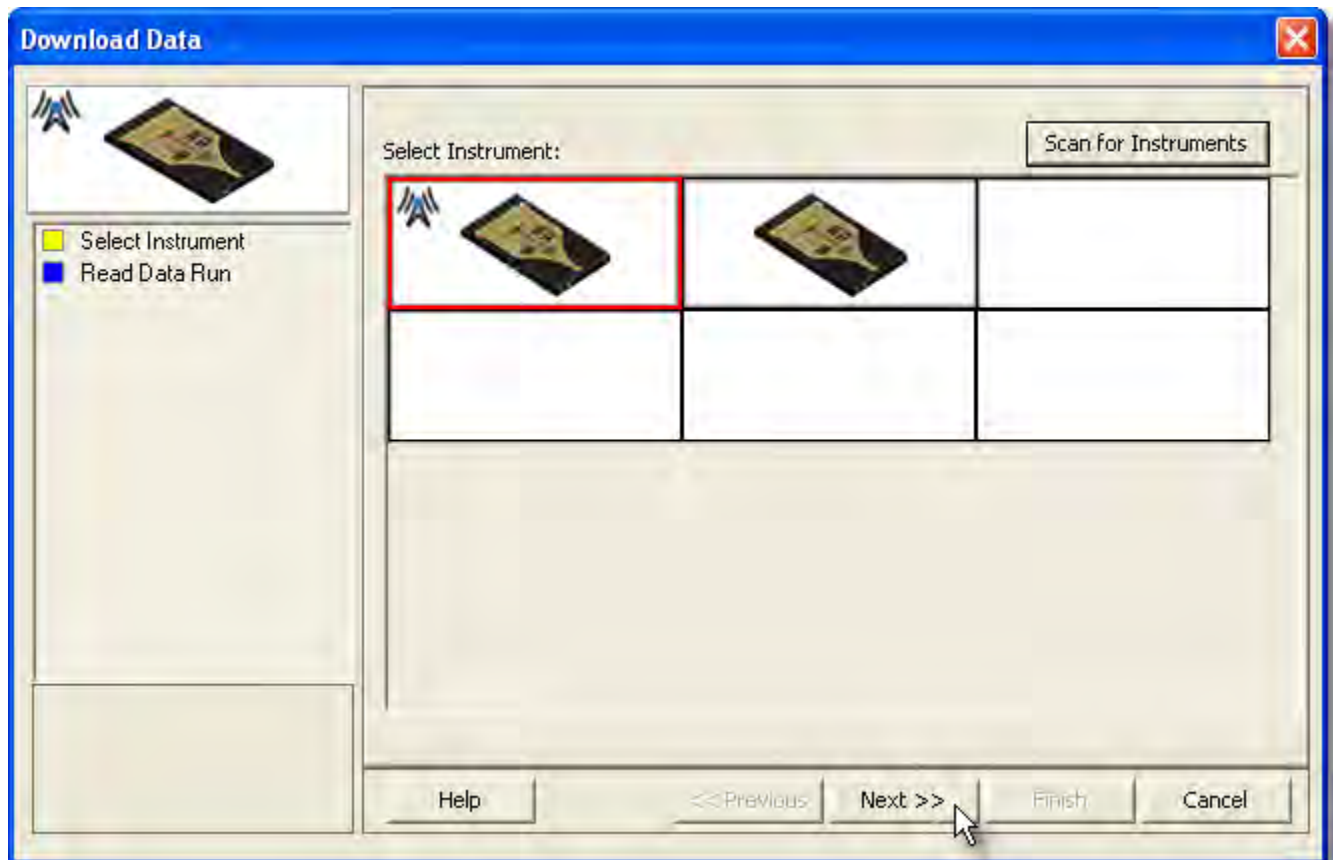 Download Data
Select Instrument:
Scan for Instruments
Select Instrument
Read Data Run
Help
<<Previous
Next >>
Finish
Cancel